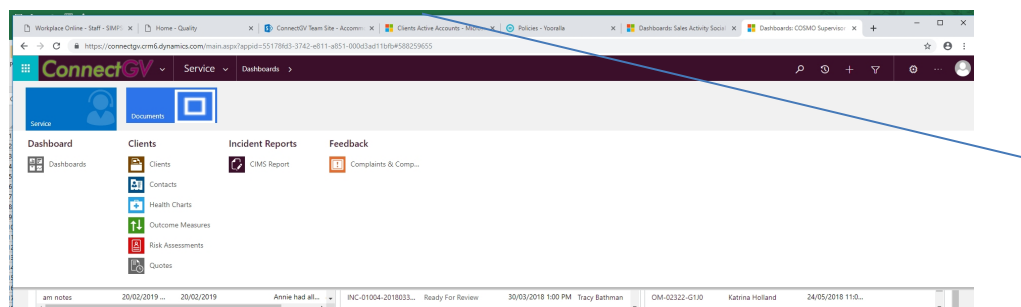 Workplace Online - Staff - SIMP
Home - Quality
ConnectGV Team Site - Accomm
Clients Active Accounts - Micros
Policies - Yooralla
Dashboards: Sales Activity Social
Dashboards: COSMO Supervisor
https://connectgv.crm6.dynamics.com/main.aspx?appid=55178fd3-3742-e811-a851-000d3ad11bfb#588259655
ConnectGV Service Dashboards >
Service
Documents
Dashboard
Dashboards
Clients
Clients
Contacts
Health Charts
Outcome Measures
Risk Assessments
Quotes
Incident Reports
CIMS Report
Feedback
Complaints & Comp...
am notes 20/02/2019 ... 20/02/2019 Annie had all...
INC-01004-2018033... Ready For Review 30/03/2018 1:00 PM Tracy Bathman
OM-02322-G1J0 Katrina Holland 24/05/2018 11:0...